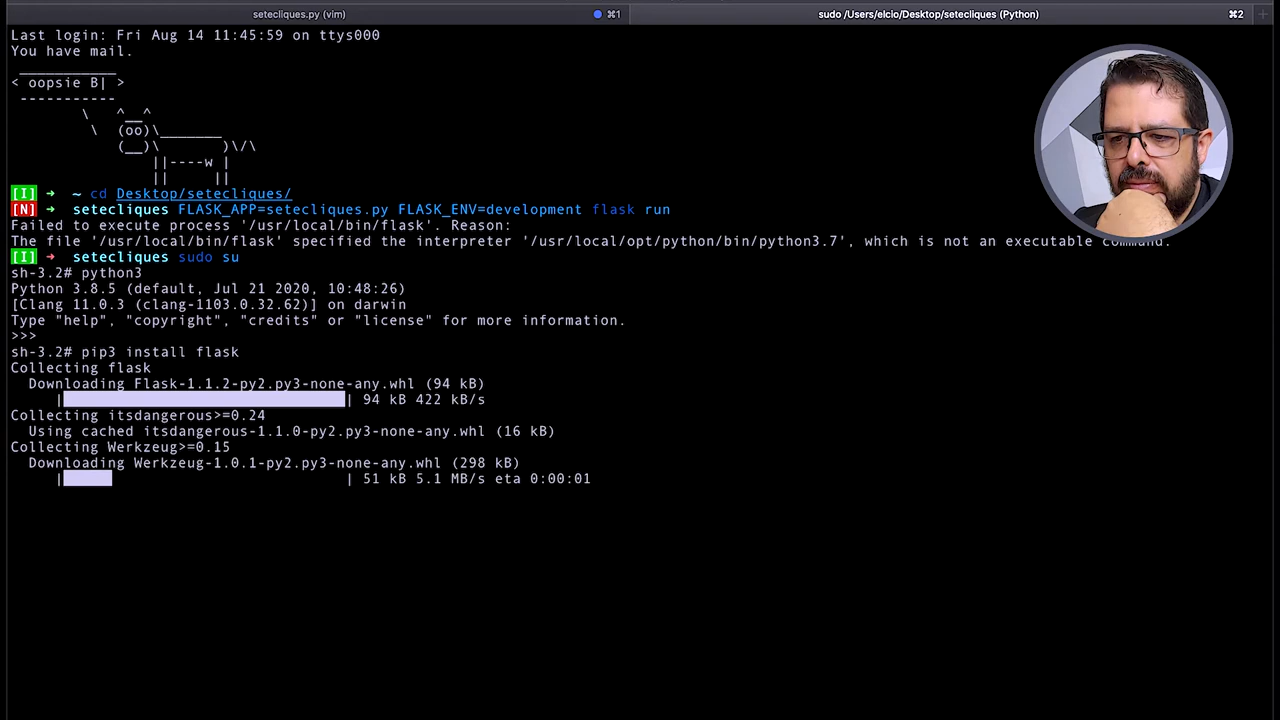 setecliques.py (vim) ⌘1 sudo /Users/elcio/Desktop/setecliques (Python) ⌘2 +
Last login: Fri Aug 14 11:45:59 on ttys000
You have mail.
 ___________
< oopsie B| >
 -----------
        \   ^__^
         \  (oo)\_______
            (__)\       )\/\
                ||----w |
                ||     ||
[I] ➜  ~ cd Desktop/setecliques/
[N] ➜  setecliques FLASK_APP=setecliques.py FLASK_ENV=development flask run
Failed to execute process '/usr/local/bin/flask'. Reason:
The file '/usr/local/bin/flask' specified the interpreter '/usr/local/opt/python/bin/python3.7', which is not an executable command.
[I] ➜  setecliques sudo su
sh-3.2# python3
Python 3.8.5 (default, Jul 21 2020, 10:48:26)
[Clang 11.0.3 (clang-1103.0.32.62)] on darwin
Type "help", "copyright", "credits" or "license" for more information.
>>>
sh-3.2# pip3 install flask
Collecting flask
  Downloading Flask-1.1.2-py2.py3-none-any.whl (94 kB)
     |████████████████████████████████| 94 kB 422 kB/s
Collecting itsdangerous>=0.24
  Using cached itsdangerous-1.1.0-py2.py3-none-any.whl (16 kB)
Collecting Werkzeug>=0.15
  Downloading Werkzeug-1.0.1-py2.py3-none-any.whl (298 kB)
     |█████▌                          | 51 kB 5.1 MB/s eta 0:00:01